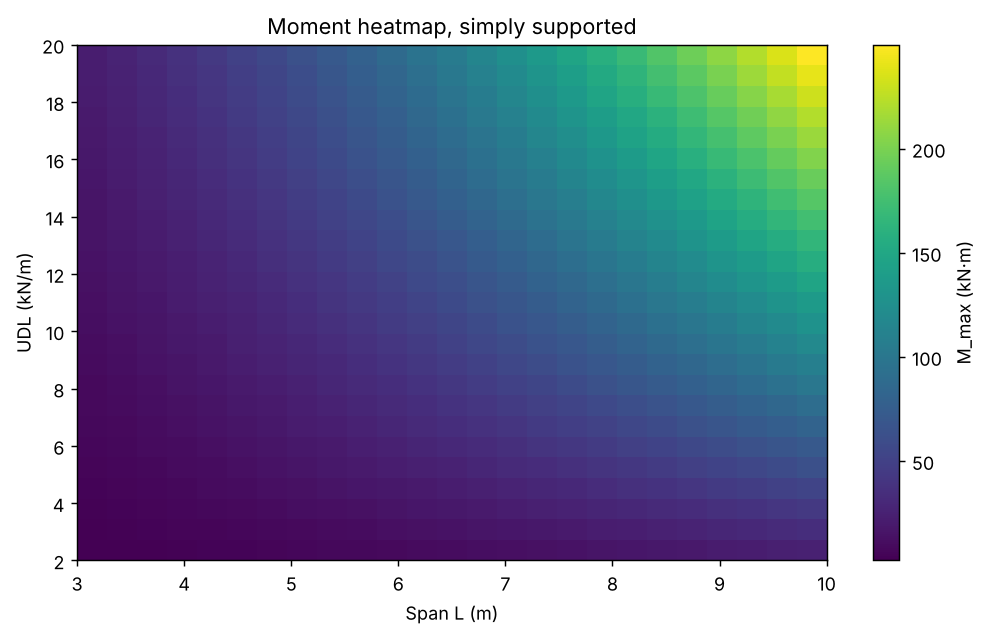 Moment heatmap, simply supported
20
18
16
14
12
10
8
6
4
2
UDL (kN/m)
3 4 5 6 7 8 9 10
Span L (m)
200
150
100
50
M_max (kN·m)